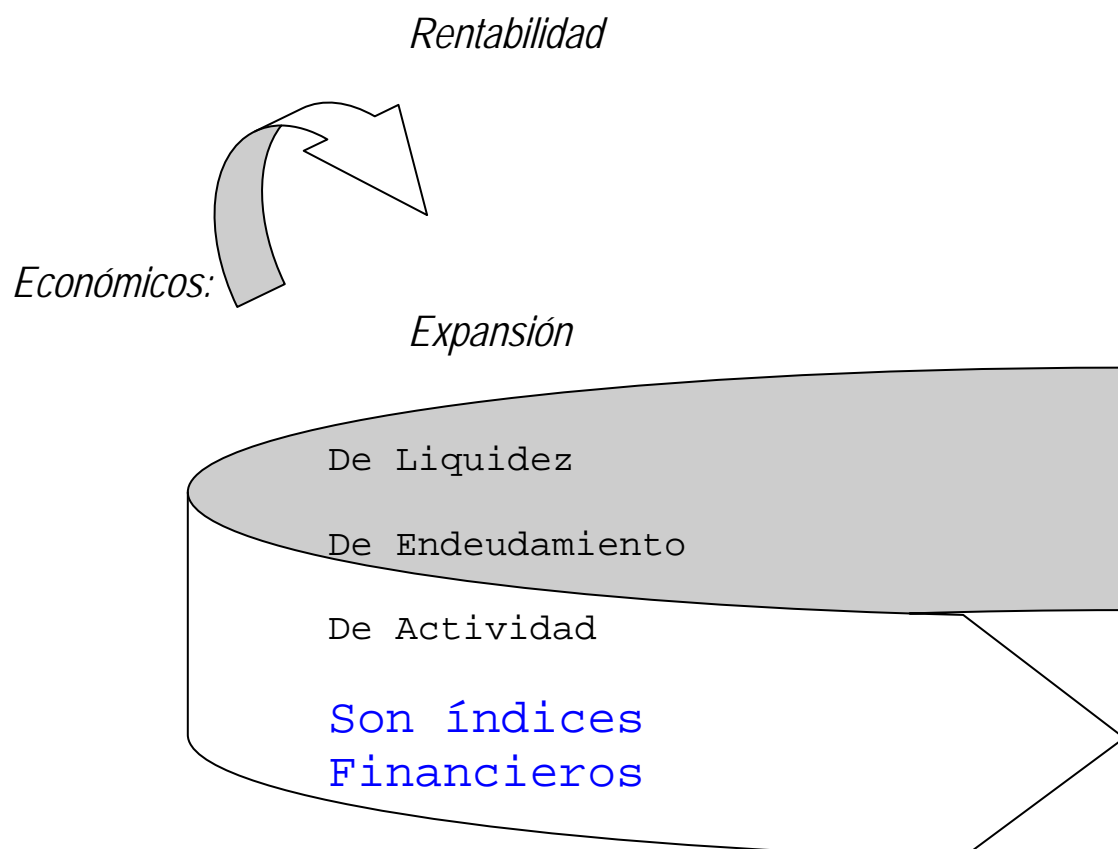 Rentabilidad
Económicos:
Expansión
De Liquidez
De Endeudamiento
De Actividad
Son índices
Financieros